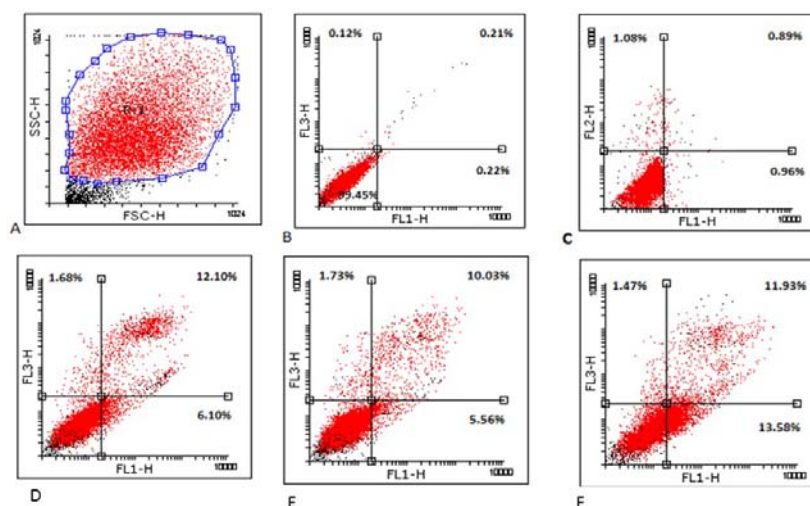 1024
SSC-H
R-1
FSC-H
1024
A
0.12%
0.21%
FL3-H
0.22%
89.45%
FL1-H
10000
B
1.08%
0.89%
FL2-H
0.96%
FL1-H
10000
C
1.68%
12.10%
FL3-H
6.10%
FL1-H
10000
D
1.73%
10.03%
FL3-H
5.56%
FL1-H
10000
1.47%
11.93%
FL3-H
13.58%
FL1-H
10000